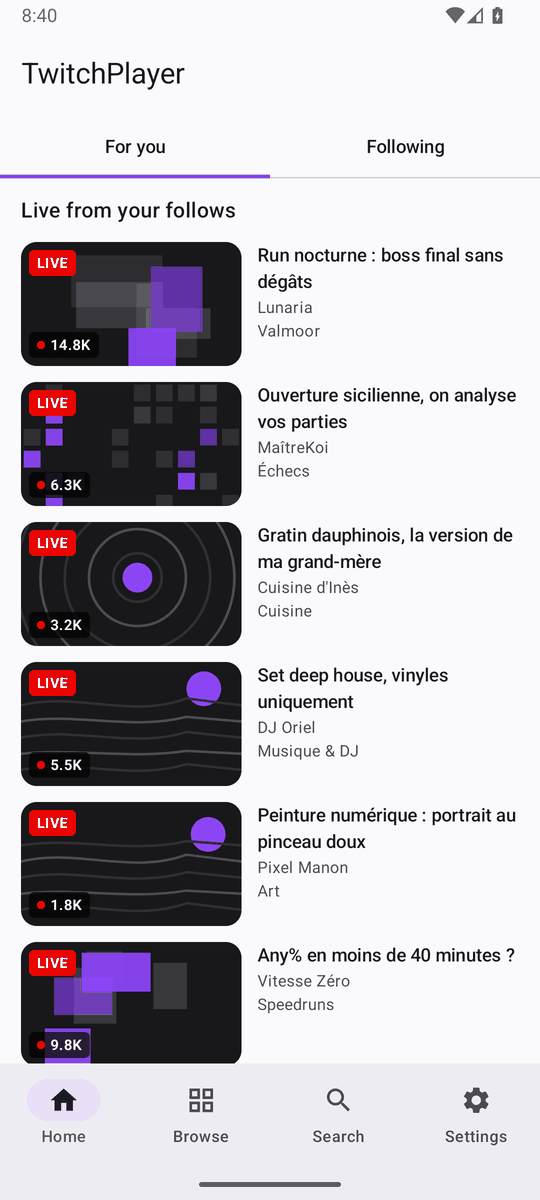 8:40
TwitchPlayer
For you
Following
Live from your follows
LIVE
14.8K
Run nocturne : boss final sans
dégâts
Lunaria
Valmoor
LIVE
6.3K
Ouverture sicilienne, on analyse
vos parties
MaîtreKoi
Échecs
LIVE
3.2K
Gratin dauphinois, la version de
ma grand-mère
Cuisine d'Inès
Cuisine
LIVE
5.5K
Set deep house, vinyles
uniquement
DJ Oriel
Musique & DJ
LIVE
1.8K
Peinture numérique : portrait au
pinceau doux
Pixel Manon
Art
LIVE
9.8K
Any% en moins de 40 minutes ?
Vitesse Zéro
Speedruns
Home
Browse
Search
Settings